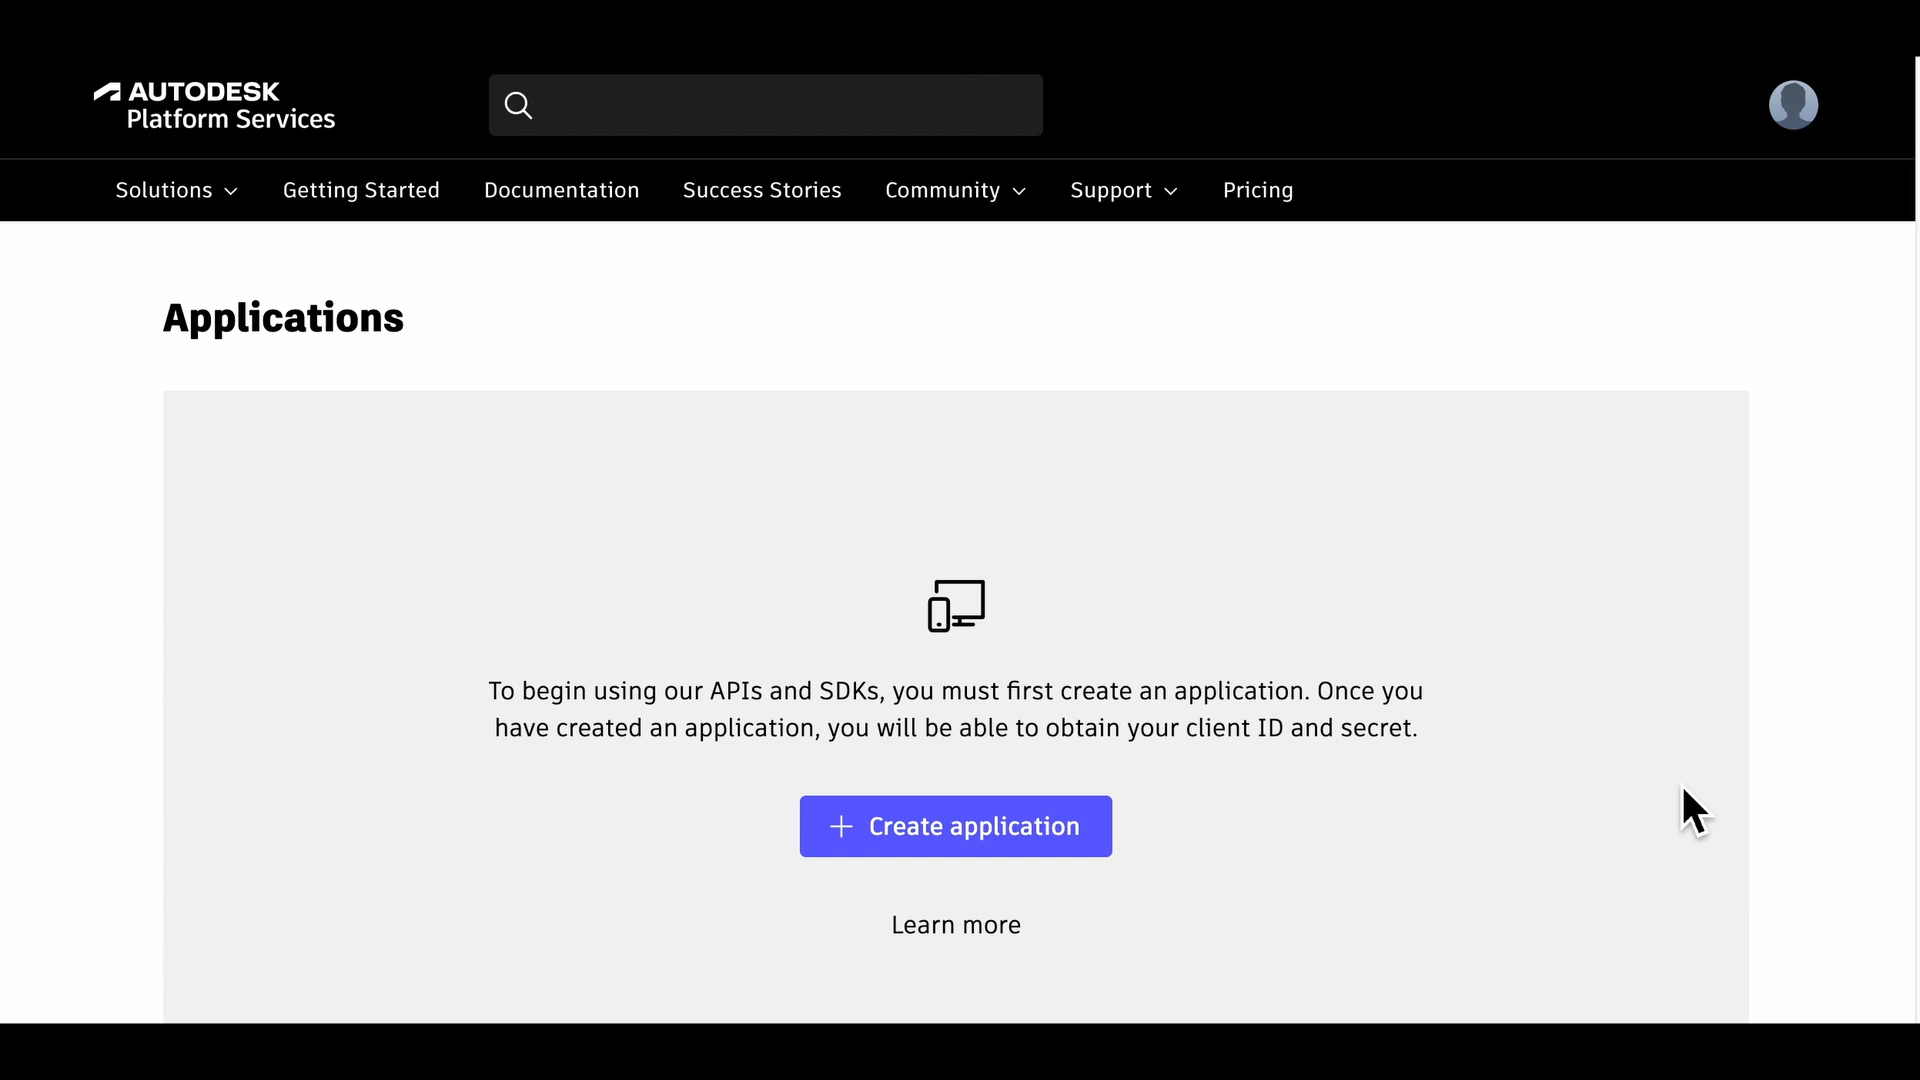 AUTODESK
Platform Services
Solutions
Getting Started
Documentation
Success Stories
Community
Support
Pricing
Applications
To begin using our APIs and SDKs, you must first create an application. Once you
have created an application, you will be able to obtain your client ID and secret.
Create application
Learn more